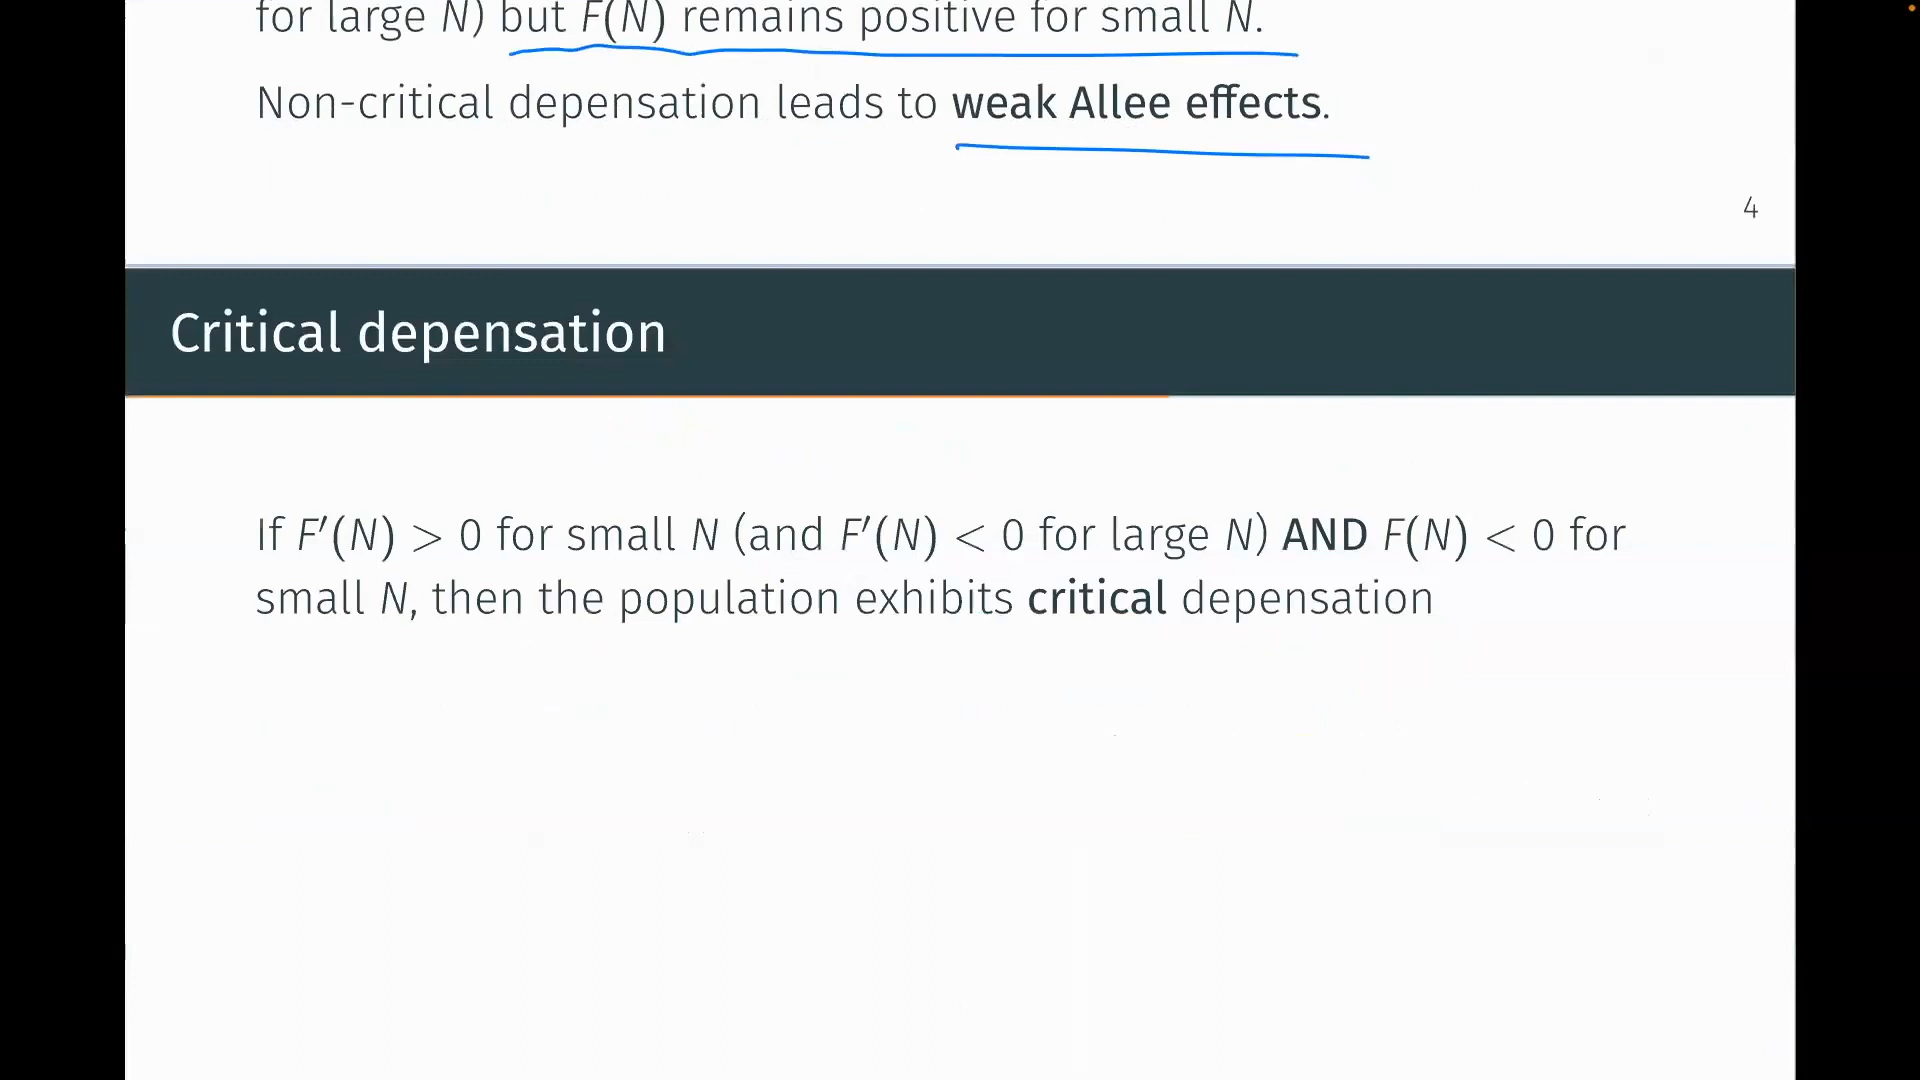 for large N) but F(N) remains positive for small N.
Non-critical depensation leads to weak Allee effects.
4
Critical depensation
If F′(N) > 0 for small N (and F′(N) < 0 for large N) AND F(N) < 0 for
small N, then the population exhibits critical depensation